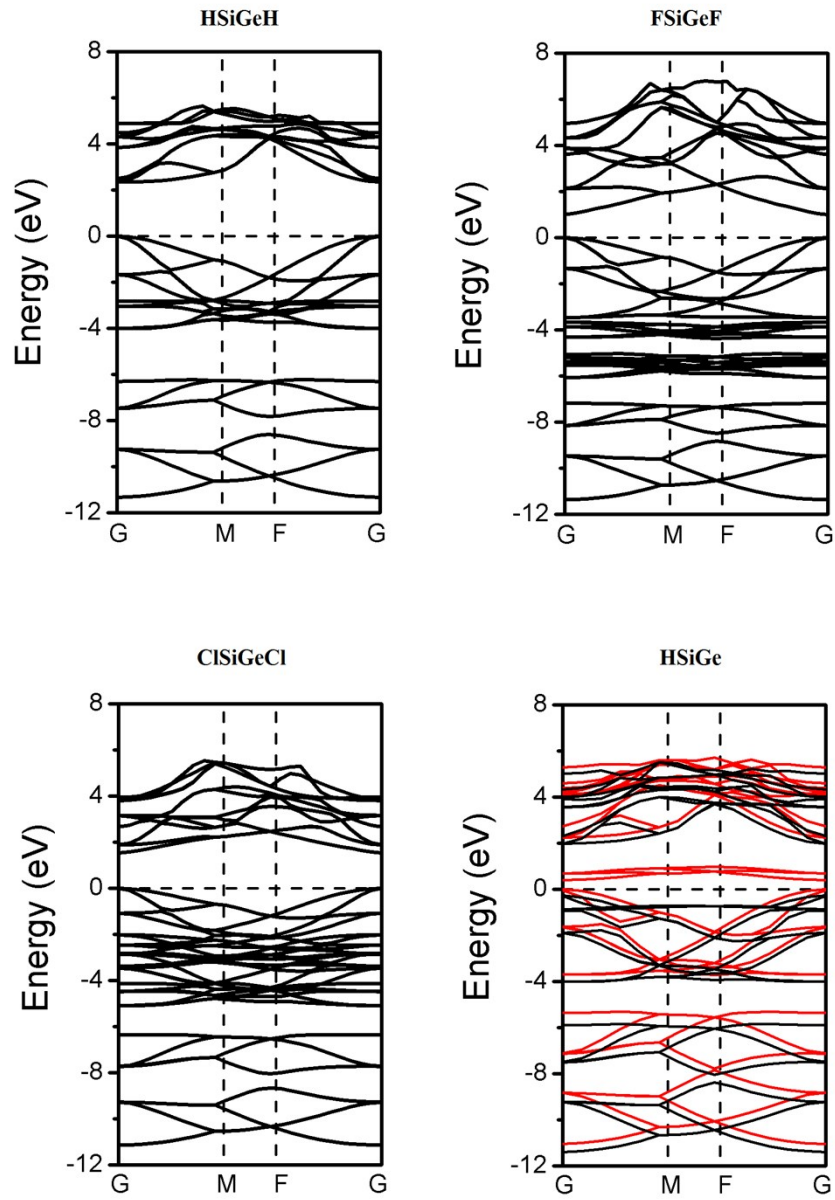 HSiGeH
FSiGeF
8
4
0
-4
-8
-12
Energy (eV)
G M F G
8
4
0
-4
-8
-12
Energy (eV)
G M F G
ClSiGeCl
HSiGe
8
4
0
-4
-8
-12
Energy (eV)
G M F G
8
4
0
-4
-8
-12
Energy (eV)
G M F G